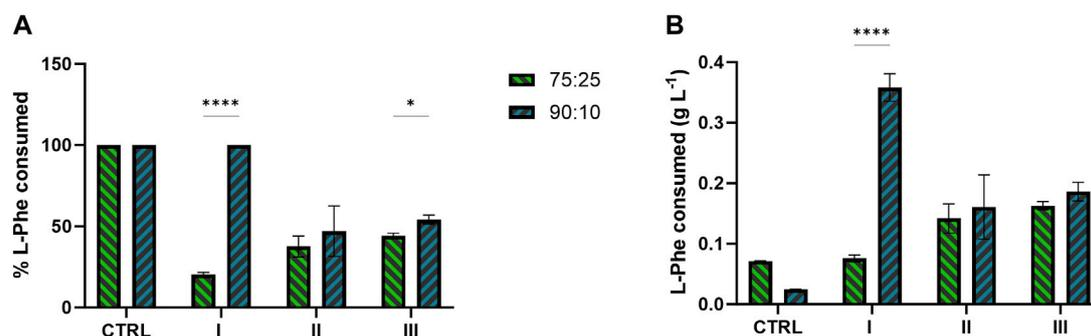 A
% L-Phe consumed
150
100
50
0
****
*
CTRL
I
II
III
75:25
90:10
B
L-Phe consumed (g L⁻¹)
0.4
0.3
0.2
0.1
0.0
****
CTRL
I
II
III